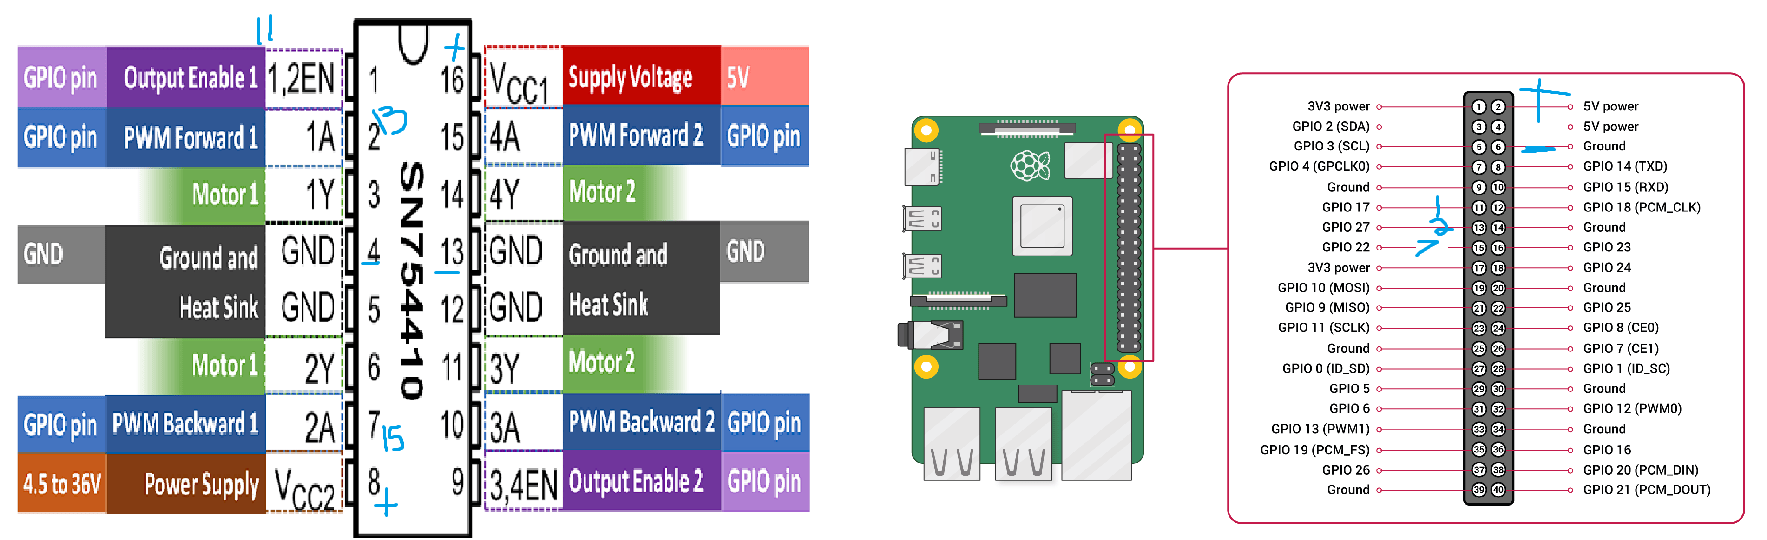 11
GPIO pin Output Enable 1 1,2EN 1 16 + VCC1 Supply Voltage 5V
GPIO pin PWM Forward 1 1A 2 13 15 4A PWM Forward 2 GPIO pin
Motor 1 1Y 3 14 4Y Motor 2
GND Ground and GND 4 13 GND Ground and GND
Heat Sink GND 5 12 GND Heat Sink
Motor 1 2Y 6 11 3Y Motor 2
GPIO pin PWM Backward 1 2A 7 15 10 3A PWM Backward 2 GPIO pin
4.5 to 36V Power Supply VCC2 8 + 9 3,4EN Output Enable 2 GPIO pin
SN754410
3V3 power 1 2 + 5V power
GPIO 2 (SDA) 3 4 5V power
GPIO 3 (SCL) 5 6 - Ground
GPIO 4 (GPCLK0) 7 8 GPIO 14 (TXD)
Ground 9 10 GPIO 15 (RXD)
GPIO 17 1 11 12 GPIO 18 (PCM_CLK)
GPIO 27 2 13 14 Ground
GPIO 22 7 15 16 GPIO 23
3V3 power 17 18 GPIO 24
GPIO 10 (MOSI) 19 20 Ground
GPIO 9 (MISO) 21 22 GPIO 25
GPIO 11 (SCLK) 23 24 GPIO 8 (CE0)
Ground 25 26 GPIO 7 (CE1)
GPIO 0 (ID_SD) 27 28 GPIO 1 (ID_SC)
GPIO 5 29 30 Ground
GPIO 6 31 32 GPIO 12 (PWM0)
GPIO 13 (PWM1) 33 34 Ground
GPIO 19 (PCM_FS) 35 36 GPIO 16
GPIO 26 37 38 GPIO 20 (PCM_DIN)
Ground 39 40 GPIO 21 (PCM_DOUT)